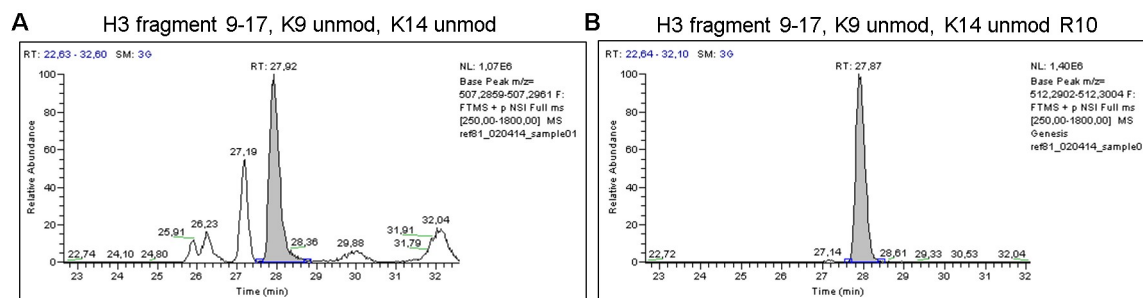 A
H3 fragment 9-17, K9 unmod, K14 unmod
RT: 22,63 - 32,60 SM: 3G
RT: 27,92
NL: 1,07E6
Base Peak m/z=
507,2859-507,2961 F:
FTMS + p NSI Full ms
[250,00-1800,00] MS
ref81_020414_sample01
100
80
60
40
20
0
Relative Abundance
27,19
25,91
26,23
22,74
24,10
24,80
28,36
29,88
31,91
31,79
32,04
23
24
25
26
27
28
29
30
31
32
Time (min)
B
H3 fragment 9-17, K9 unmod, K14 unmod R10
RT: 22,64 - 32,10 SM: 3G
RT: 27,87
NL: 1,40E6
Base Peak m/z=
512,2902-512,3004 F:
FTMS + p NSI Full ms
[250,00-1800,00] MS
Genesis
ref81_020414_sample0
100
80
60
40
20
0
Relative Abundance
22,72
27,14
28,61
29,33
30,53
32,04
23
24
25
26
27
28
29
30
31
32
Time (min)